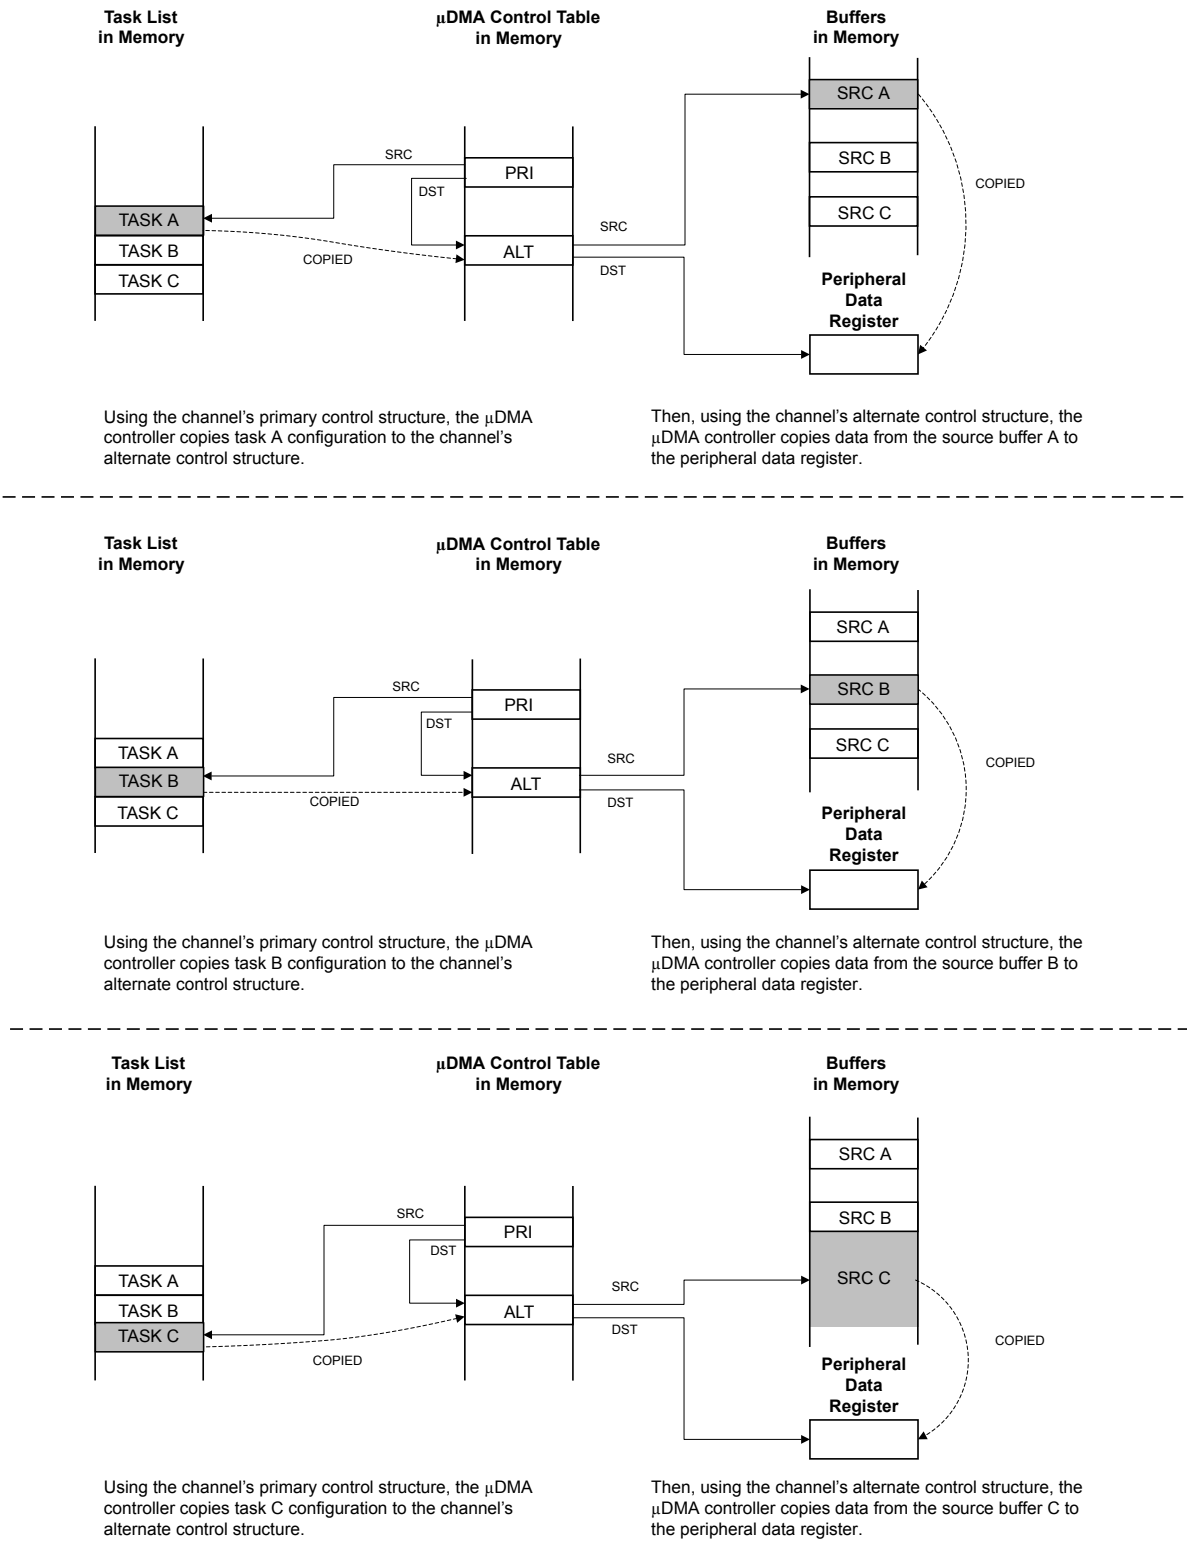 Task List
in Memory
µDMA Control Table
in Memory
Buffers
in Memory
SRC A
SRC B
SRC C
COPIED
SRC
PRI
DST
TASK A
TASK B
TASK C
COPIED
ALT
SRC
DST
Peripheral
Data
Register
Using the channel's primary control structure, the µDMA
controller copies task A configuration to the channel's
alternate control structure.
Then, using the channel's alternate control structure, the
µDMA controller copies data from the source buffer A to
the peripheral data register.
Task List
in Memory
µDMA Control Table
in Memory
Buffers
in Memory
SRC A
SRC B
SRC C
COPIED
SRC
PRI
DST
TASK A
TASK B
TASK C
COPIED
ALT
SRC
DST
Peripheral
Data
Register
Using the channel's primary control structure, the µDMA
controller copies task B configuration to the channel's
alternate control structure.
Then, using the channel's alternate control structure, the
µDMA controller copies data from the source buffer B to
the peripheral data register.
Task List
in Memory
µDMA Control Table
in Memory
Buffers
in Memory
SRC A
SRC B
SRC C
COPIED
SRC
PRI
DST
TASK A
TASK B
TASK C
COPIED
ALT
SRC
DST
Peripheral
Data
Register
Using the channel's primary control structure, the µDMA
controller copies task C configuration to the channel's
alternate control structure.
Then, using the channel's alternate control structure, the
µDMA controller copies data from the source buffer C to
the peripheral data register.